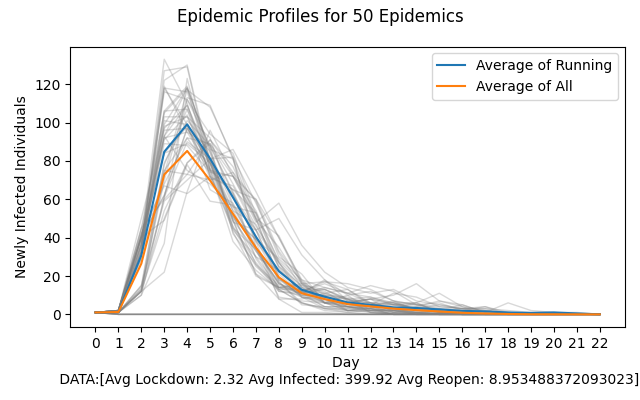 Epidemic Profiles for 50 Epidemics
Average of Running
Average of All
Newly Infected Individuals
120
100
80
60
40
20
0
0 1 2 3 4 5 6 7 8 9 10 11 12 13 14 15 16 17 18 19 20 21 22
Day
DATA:[Avg Lockdown: 2.32 Avg Infected: 399.92 Avg Reopen: 8.953488372093023]